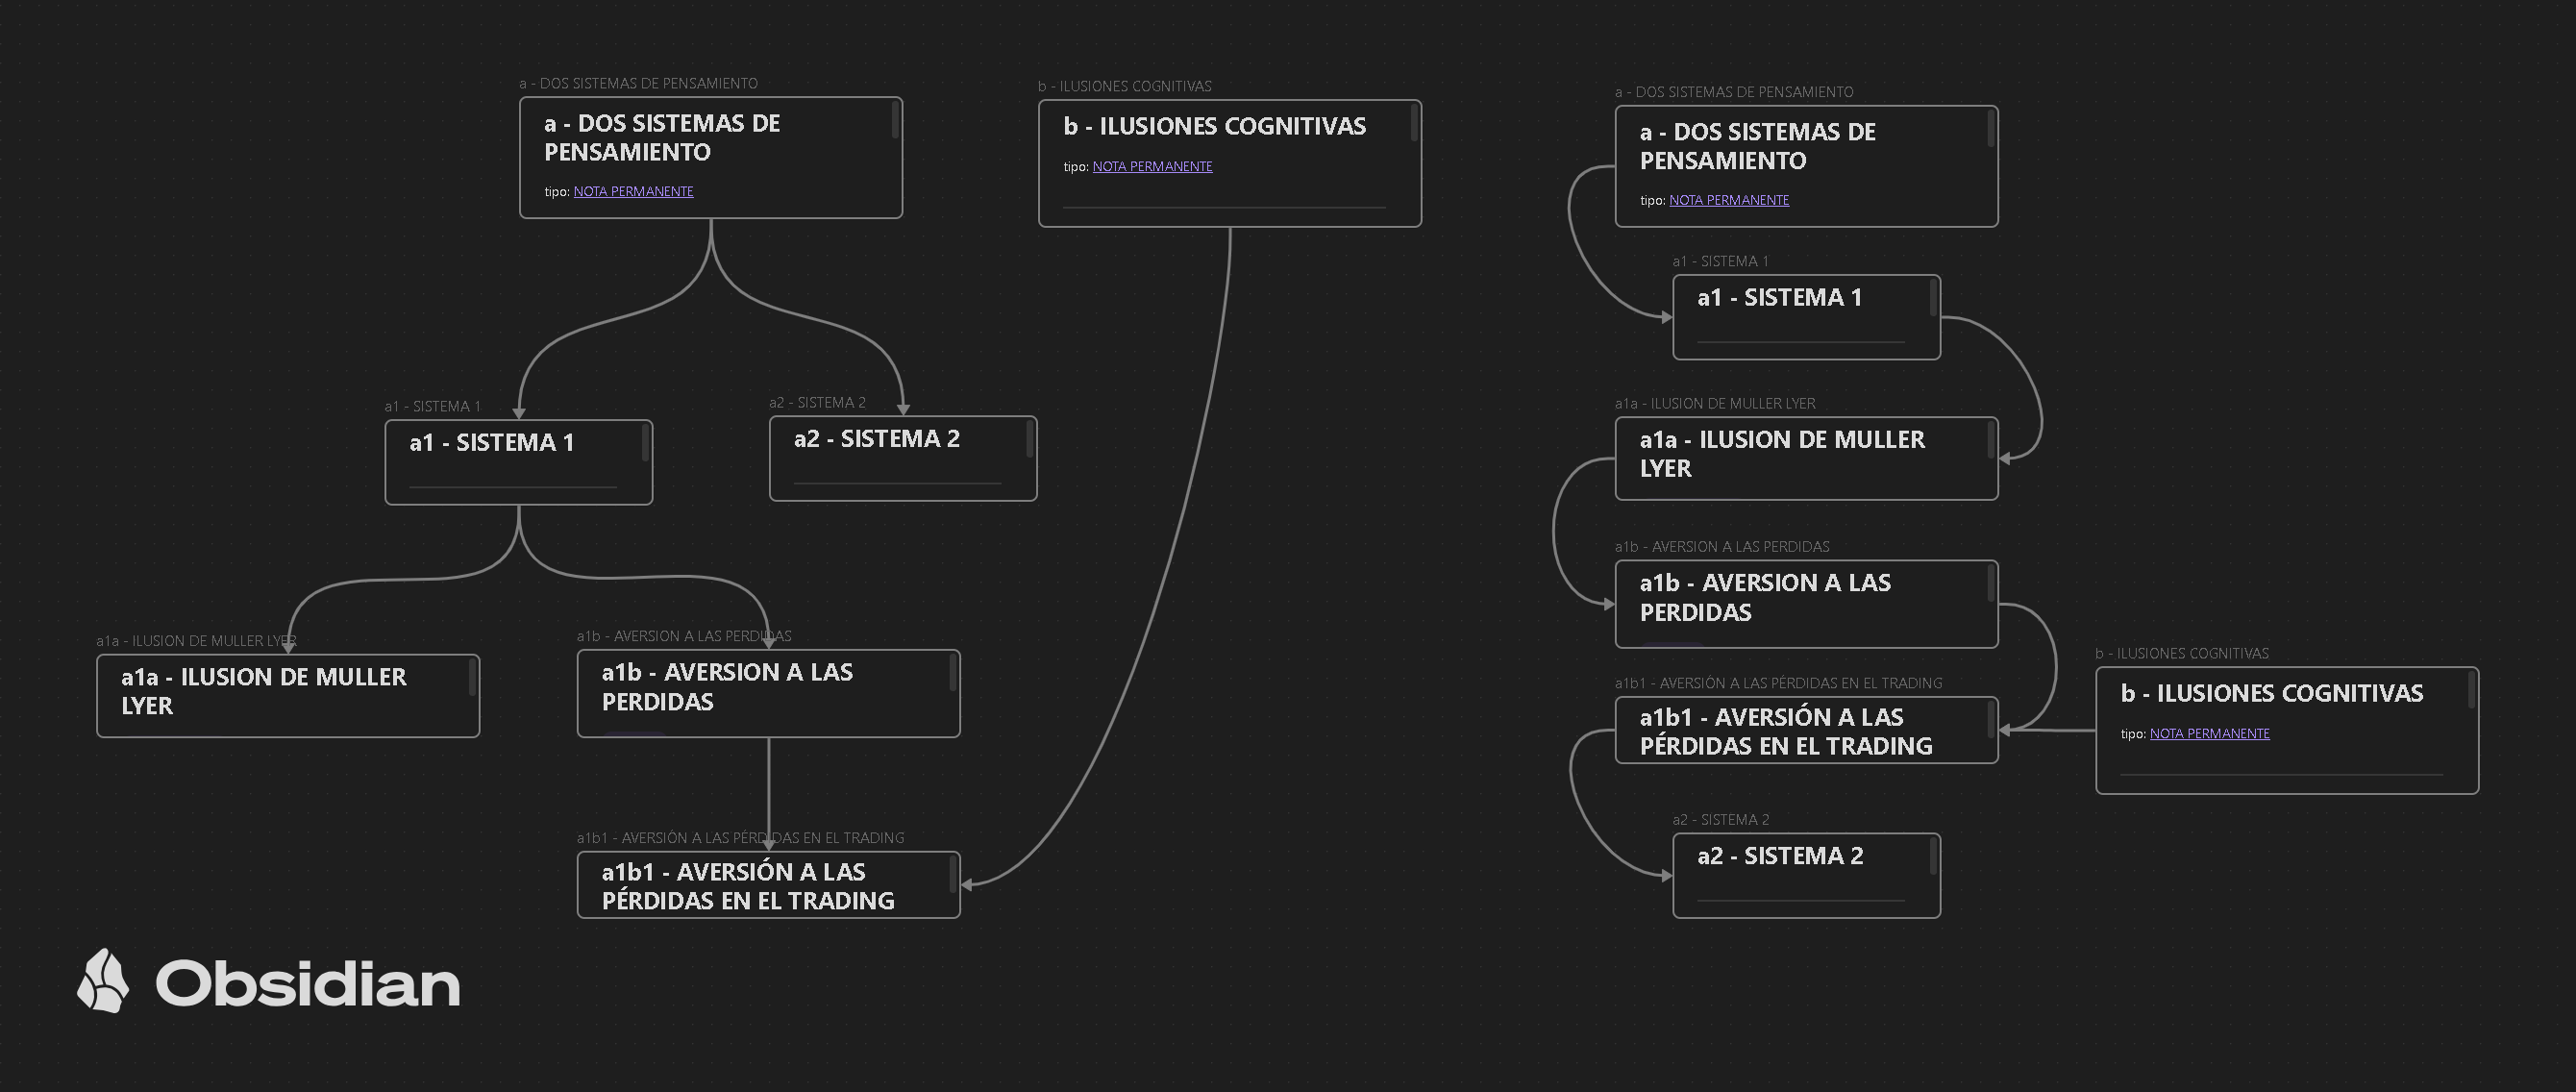 a - DOS SISTEMAS DE PENSAMIENTO
a - DOS SISTEMAS DE
PENSAMIENTO
tipo: NOTA PERMANENTE
b - ILUSIONES COGNITIVAS
b - ILUSIONES COGNITIVAS
tipo: NOTA PERMANENTE
a1 - SISTEMA 1
a1 - SISTEMA 1
a2 - SISTEMA 2
a2 - SISTEMA 2
a1a - ILUSION DE MULLER LYER
a1a - ILUSION DE MULLER
LYER
a1b - AVERSION A LAS PERDIDAS
a1b - AVERSION A LAS
PERDIDAS
a1b1 - AVERSIÓN A LAS PÉRDIDAS EN EL TRADING
a1b1 - AVERSIÓN A LAS
PÉRDIDAS EN EL TRADING
Obsidian
a - DOS SISTEMAS DE PENSAMIENTO
a - DOS SISTEMAS DE
PENSAMIENTO
tipo: NOTA PERMANENTE
a1 - SISTEMA 1
a1 - SISTEMA 1
a1a - ILUSION DE MULLER LYER
a1a - ILUSION DE MULLER
LYER
a1b - AVERSION A LAS PERDIDAS
a1b - AVERSION A LAS
PERDIDAS
a1b1 - AVERSIÓN A LAS PÉRDIDAS EN EL TRADING
a1b1 - AVERSIÓN A LAS
PÉRDIDAS EN EL TRADING
b - ILUSIONES COGNITIVAS
b - ILUSIONES COGNITIVAS
tipo: NOTA PERMANENTE
a2 - SISTEMA 2
a2 - SISTEMA 2